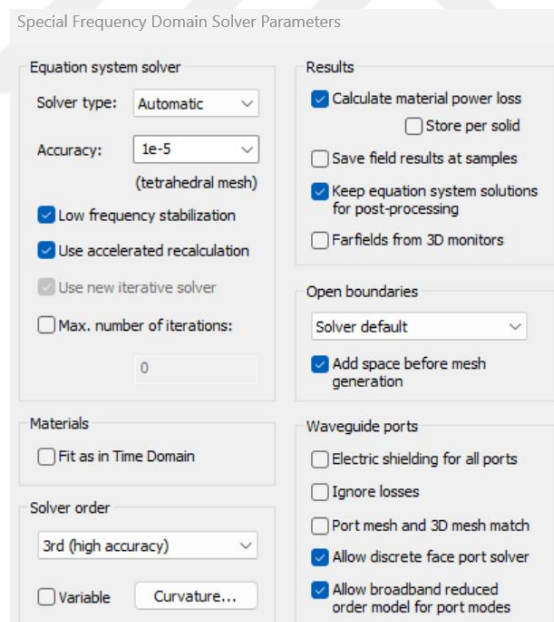 Special Frequency Domain Solver Parameters
Equation system solver
Solver type:
Automatic
Accuracy:
1e-5
(tetrahedral mesh)
Low frequency stabilization
Use accelerated recalculation
Use new iterative solver
Max. number of iterations:
0
Materials
Fit as in Time Domain
Solver order
3rd (high accuracy)
Variable
Curvature...
Results
Calculate material power loss
Store per solid
Save field results at samples
Keep equation system solutions
for post-processing
Farfields from 3D monitors
Open boundaries
Solver default
Add space before mesh
generation
Waveguide ports
Electric shielding for all ports
Ignore losses
Port mesh and 3D mesh match
Allow discrete face port solver
Allow broadband reduced
order model for port modes